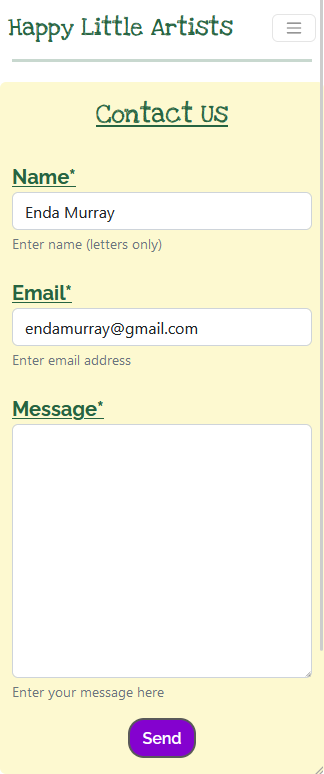 Happy Little Artists
Contact Us
Name*
Enda Murray
Enter name (letters only)
Email*
endamurray@gmail.com
Enter email address
Message*
Enter your message here
Send